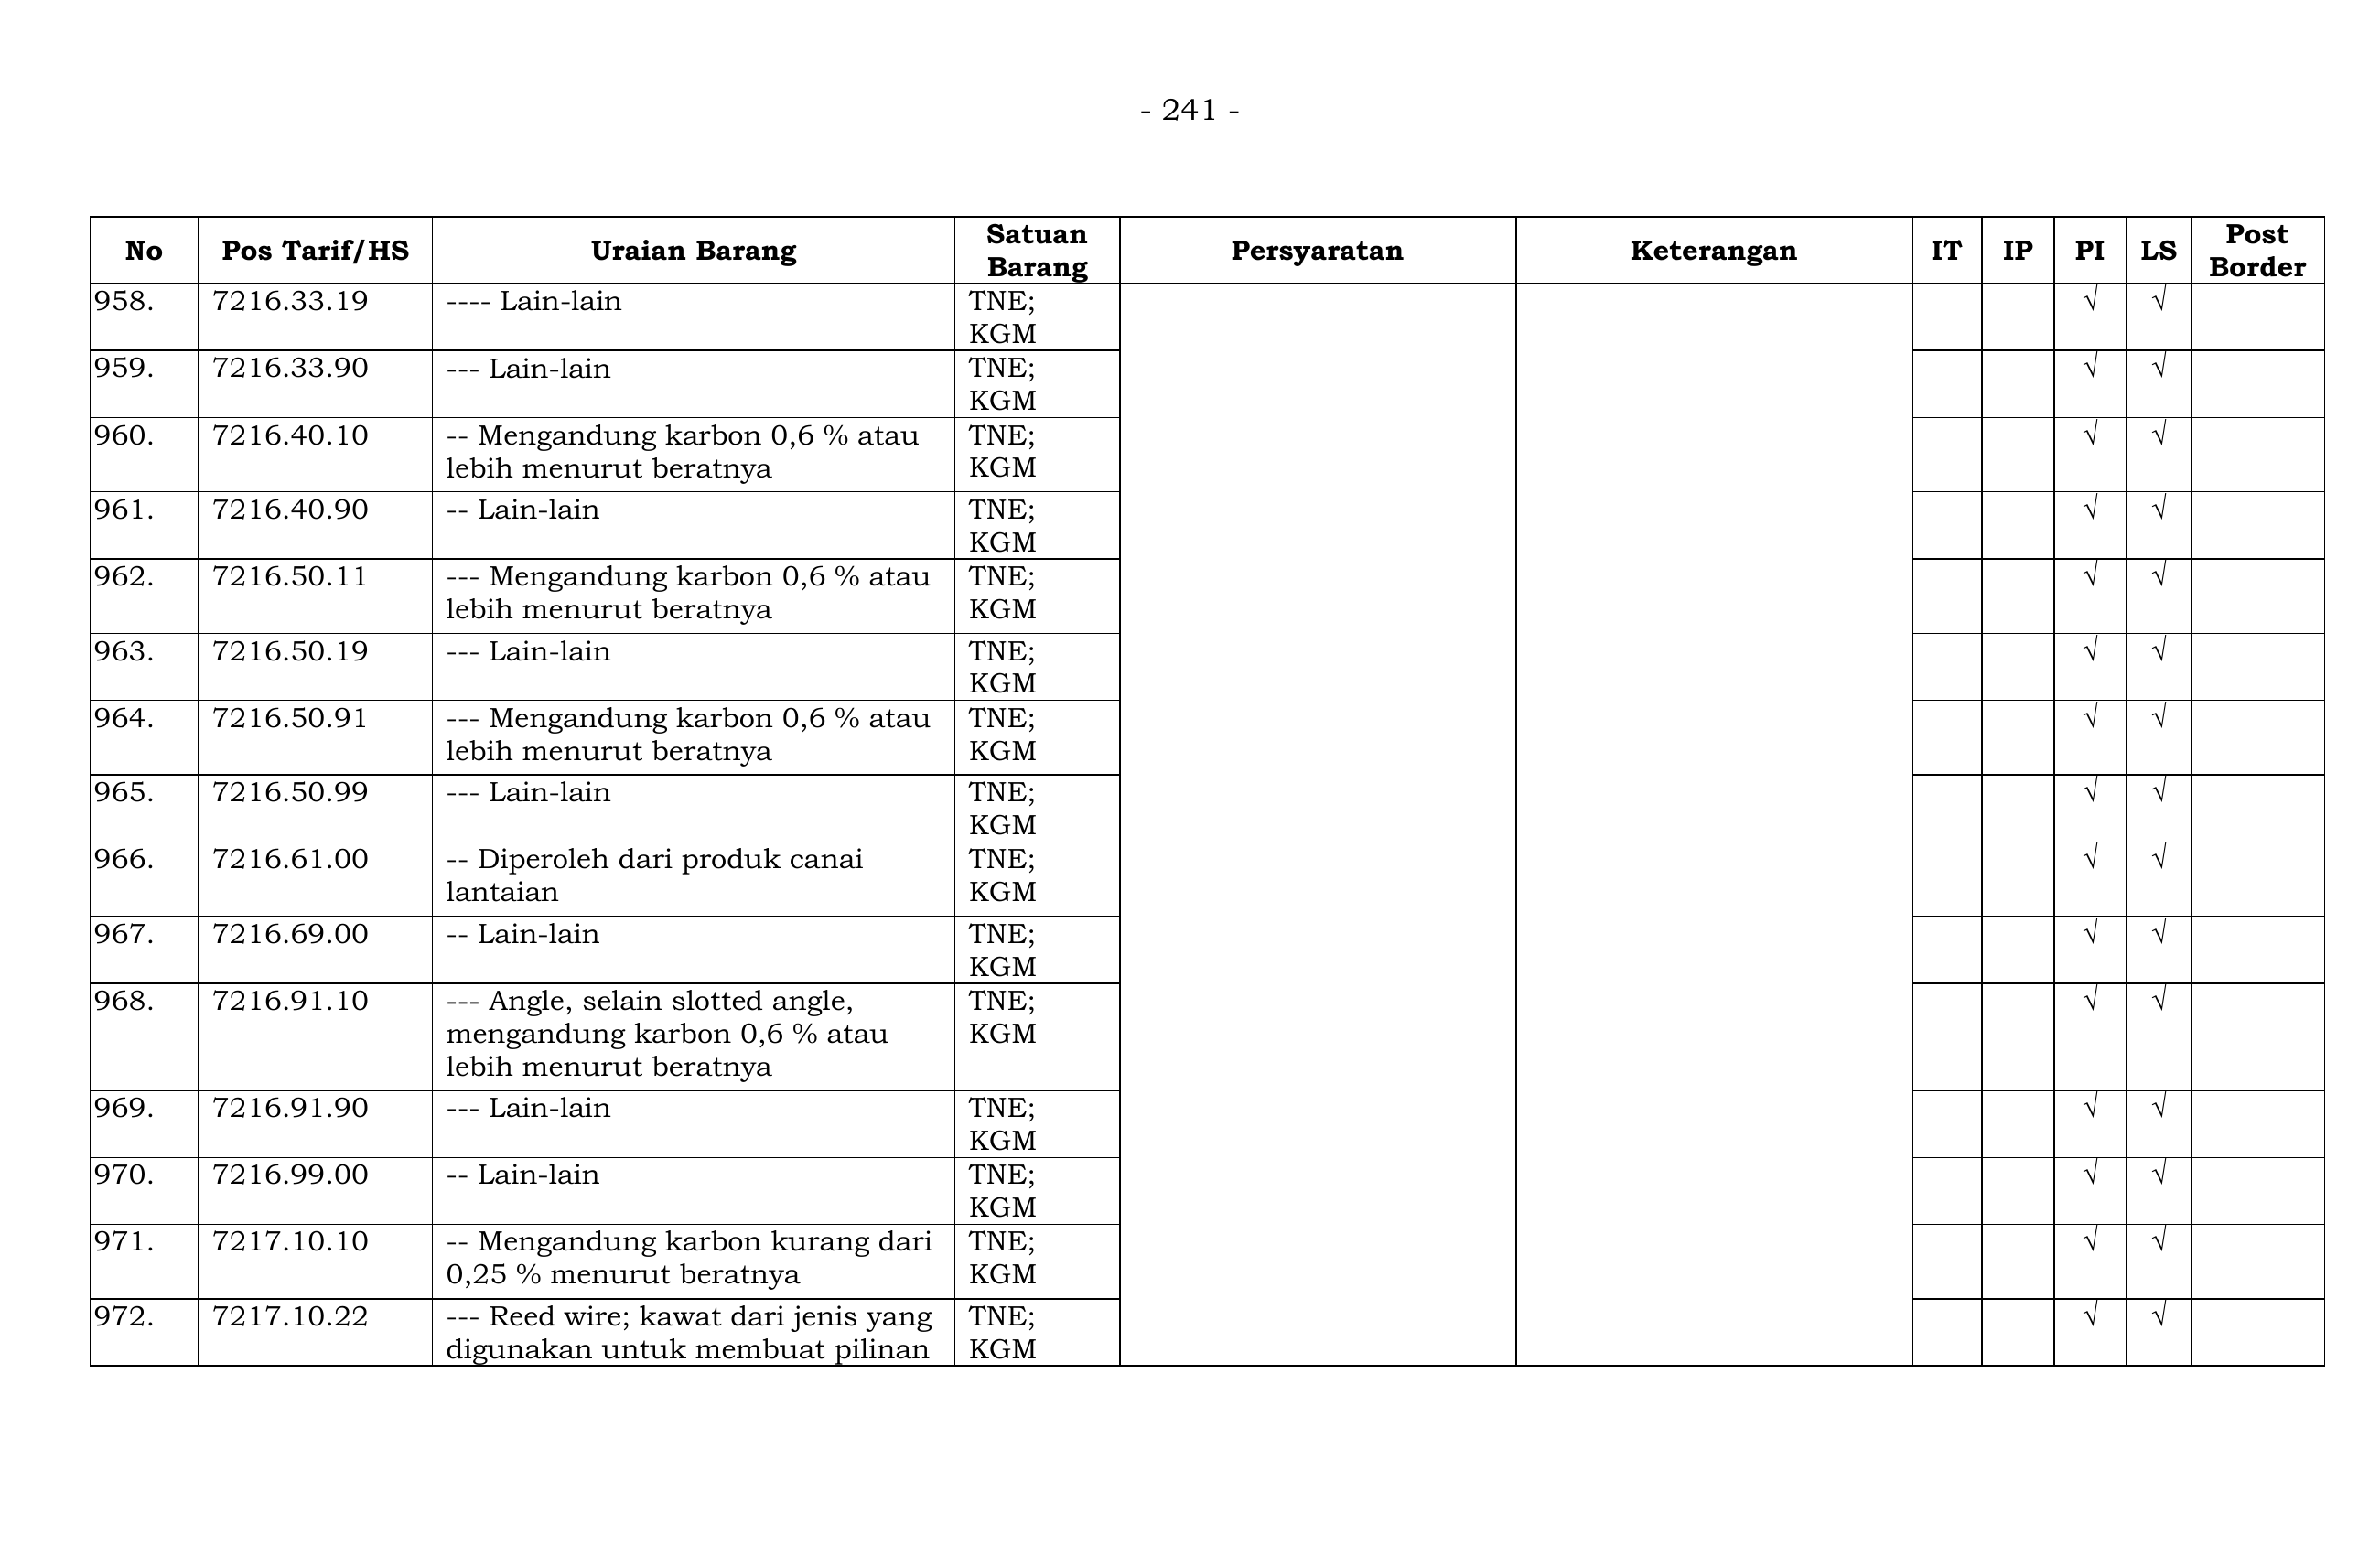 - 241 -
No Pos Tarif/HS Uraian Barang Satuan Barang Persyaratan Keterangan IT IP PI LS Post Border
958. 7216.33.19 ---- Lain-lain TNE; √ √
KGM
959. 7216.33.90 --- Lain-lain TNE; √ √
KGM
960. 7216.40.10 -- Mengandung karbon 0,6 % atau TNE; √ √
lebih menurut beratnya KGM
961. 7216.40.90 -- Lain-lain TNE; √ √
KGM
962. 7216.50.11 --- Mengandung karbon 0,6 % atau TNE; √ √
lebih menurut beratnya KGM
963. 7216.50.19 --- Lain-lain TNE; √ √
KGM
964. 7216.50.91 --- Mengandung karbon 0,6 % atau TNE; √ √
lebih menurut beratnya KGM
965. 7216.50.99 --- Lain-lain TNE; √ √
KGM
966. 7216.61.00 -- Diperoleh dari produk canai TNE; √ √
lantaian KGM
967. 7216.69.00 -- Lain-lain TNE; √ √
KGM
968. 7216.91.10 --- Angle, selain slotted angle, TNE; √ √
mengandung karbon 0,6 % atau KGM
lebih menurut beratnya
969. 7216.91.90 --- Lain-lain TNE; √ √
KGM
970. 7216.99.00 -- Lain-lain TNE; √ √
KGM
971. 7217.10.10 -- Mengandung karbon kurang dari TNE; √ √
0,25 % menurut beratnya KGM
972. 7217.10.22 --- Reed wire; kawat dari jenis yang TNE; √ √
digunakan untuk membuat pilinan KGM